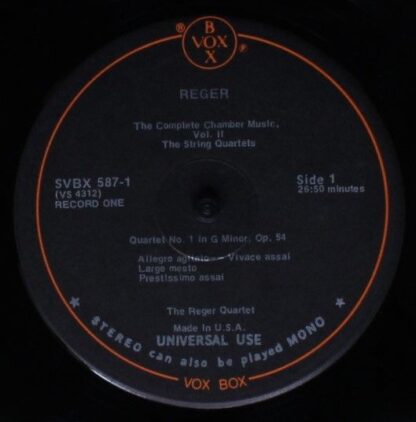 BOX
VOX
®
℗
REGER
The Complete Chamber Music,
Vol. II
The String Quartets
SVBX 587-1
(VS 4312)
RECORD ONE
Side 1
26:50 minutes
Quartet No. 1 in G Minor, Op. 54
Allegro agitato — Vivace assai
Largo mesto
Prestissimo assai
The Reger Quartet
Made in U.S.A.
UNIVERSAL USE
★ STEREO can also be played MONO ★
VOX BOX